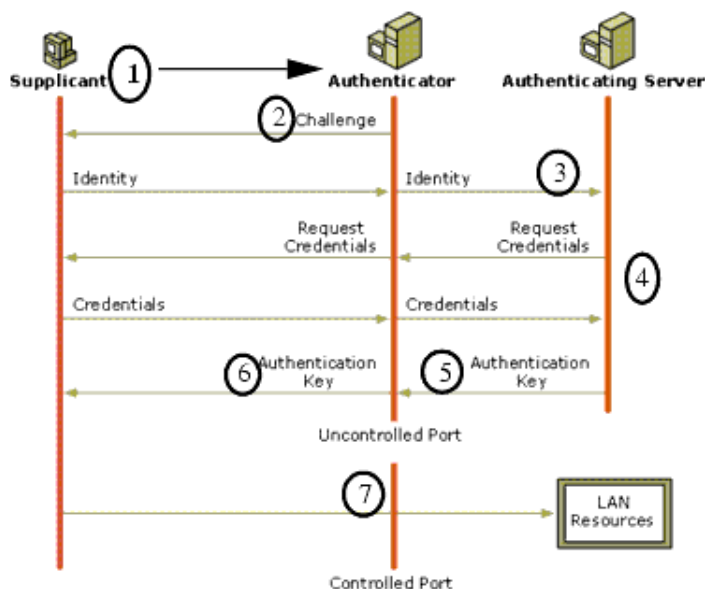 Supplicant
1
Authenticator
Authenticating Server
2
Challenge
Identity
Identity
3
Request
Credentials
Request
Credentials
4
Credentials
Credentials
6
Authentication
Key
5
Authentication
Key
Uncontrolled Port
7
LAN
Resources
Controlled Port